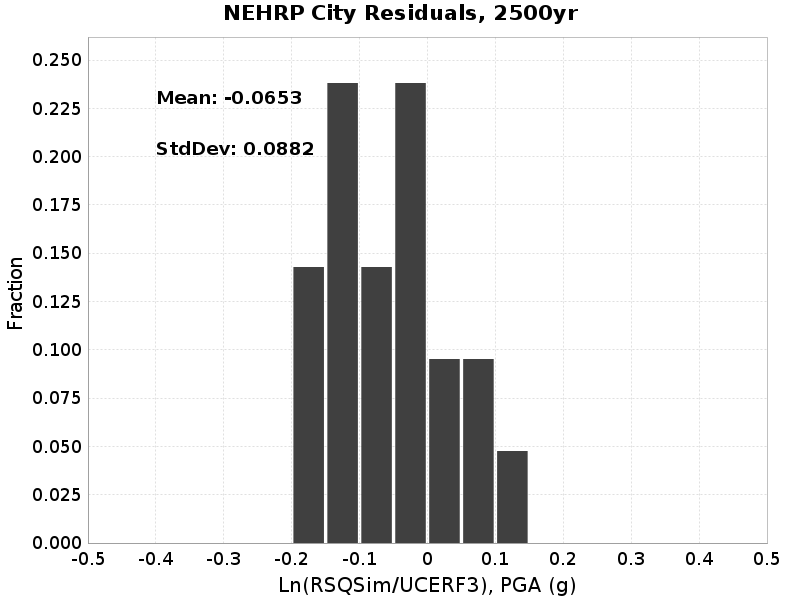 NEHRP City Residuals, 2500yr
0.250
Mean: -0.0653
0.225
StdDev: 0.0882
0.200
0.175
0.150
0.125
0.100
0.075
0.050
0.025
0.000
Fraction
-0.5 -0.4 -0.3 -0.2 -0.1 0 0.1 0.2 0.3 0.4 0.5
Ln(RSQSim/UCERF3), PGA (g)